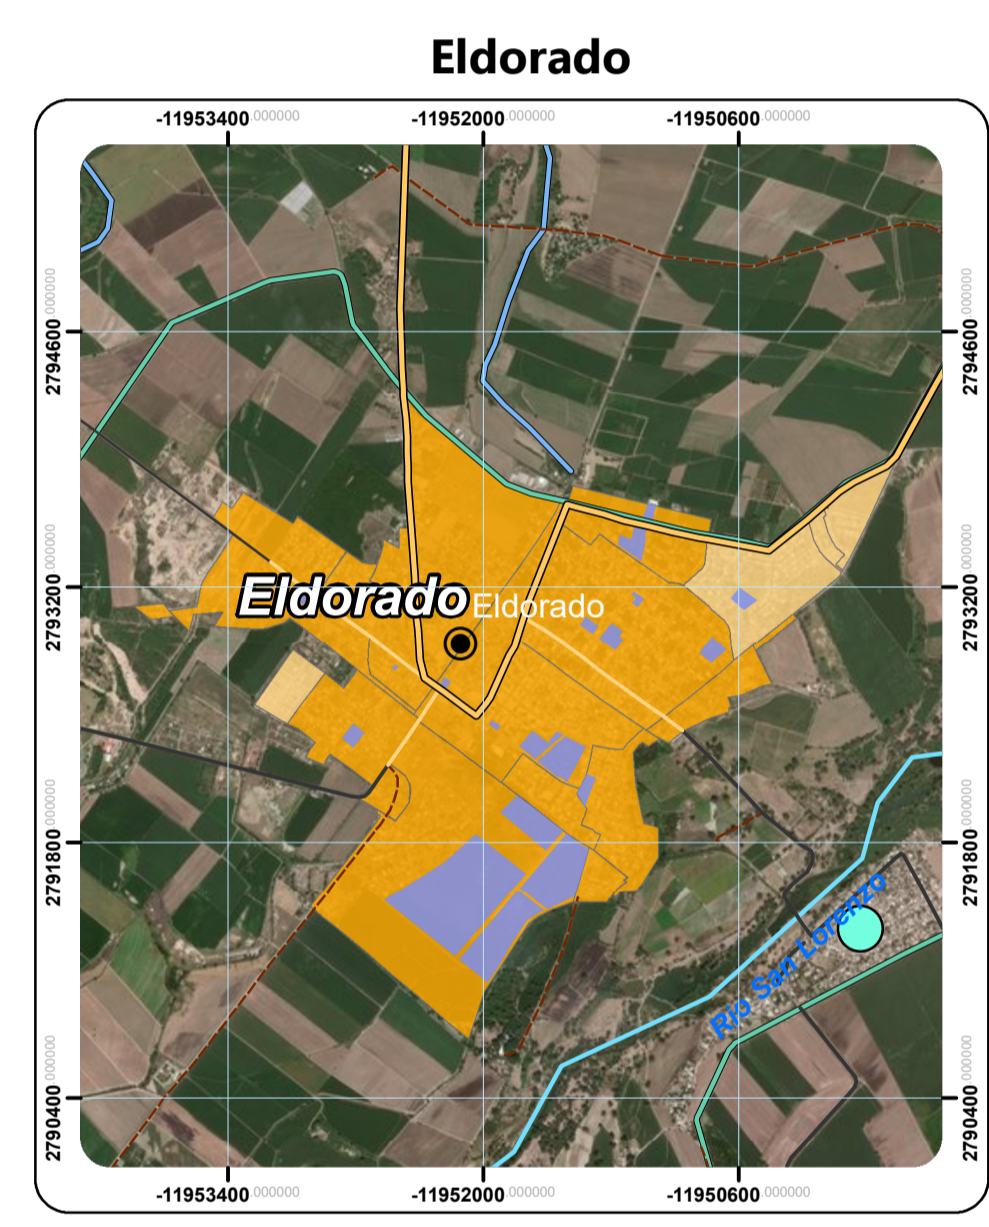 Eldorado
-11953400.000000 -11952000.000000 -11950600.000000
2794600.000000 2794600.000000
2793200.000000 2793200.000000
Eldorado Eldorado
2791800.000000 2791800.000000
Rio San Lorenzo
2790400.000000 2790400.000000
-11953400.000000 -11952000.000000 -11950600.000000